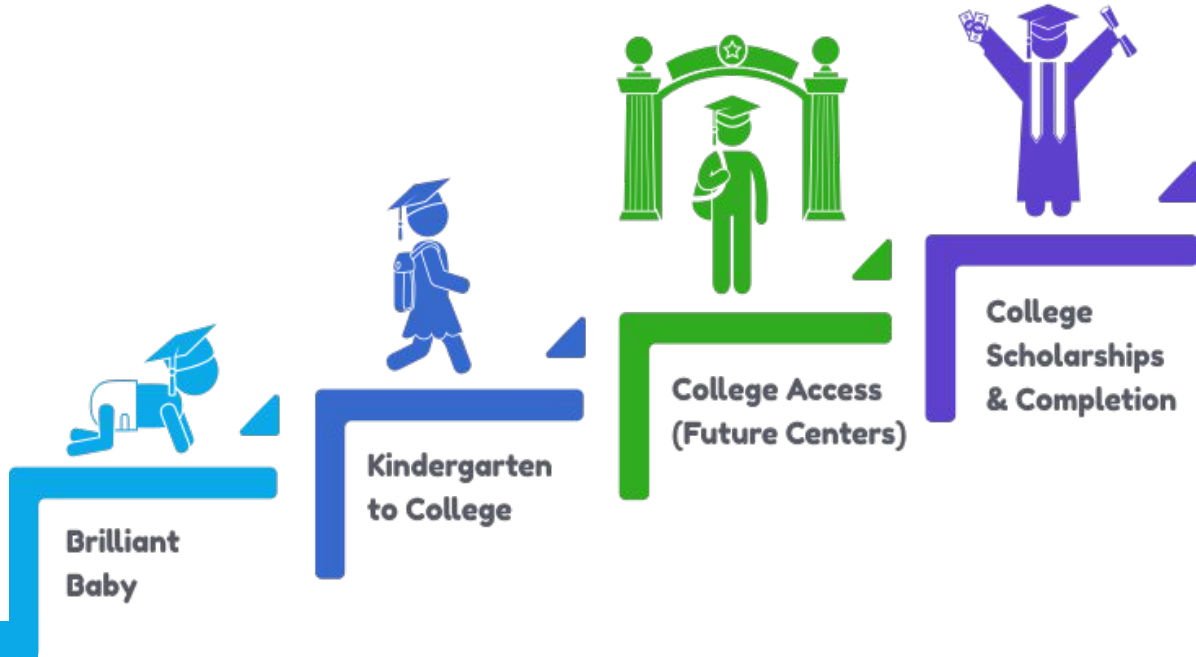 Brilliant
Baby
Kindergarten
to College
College Access
(Future Centers)
College
Scholarships
& Completion